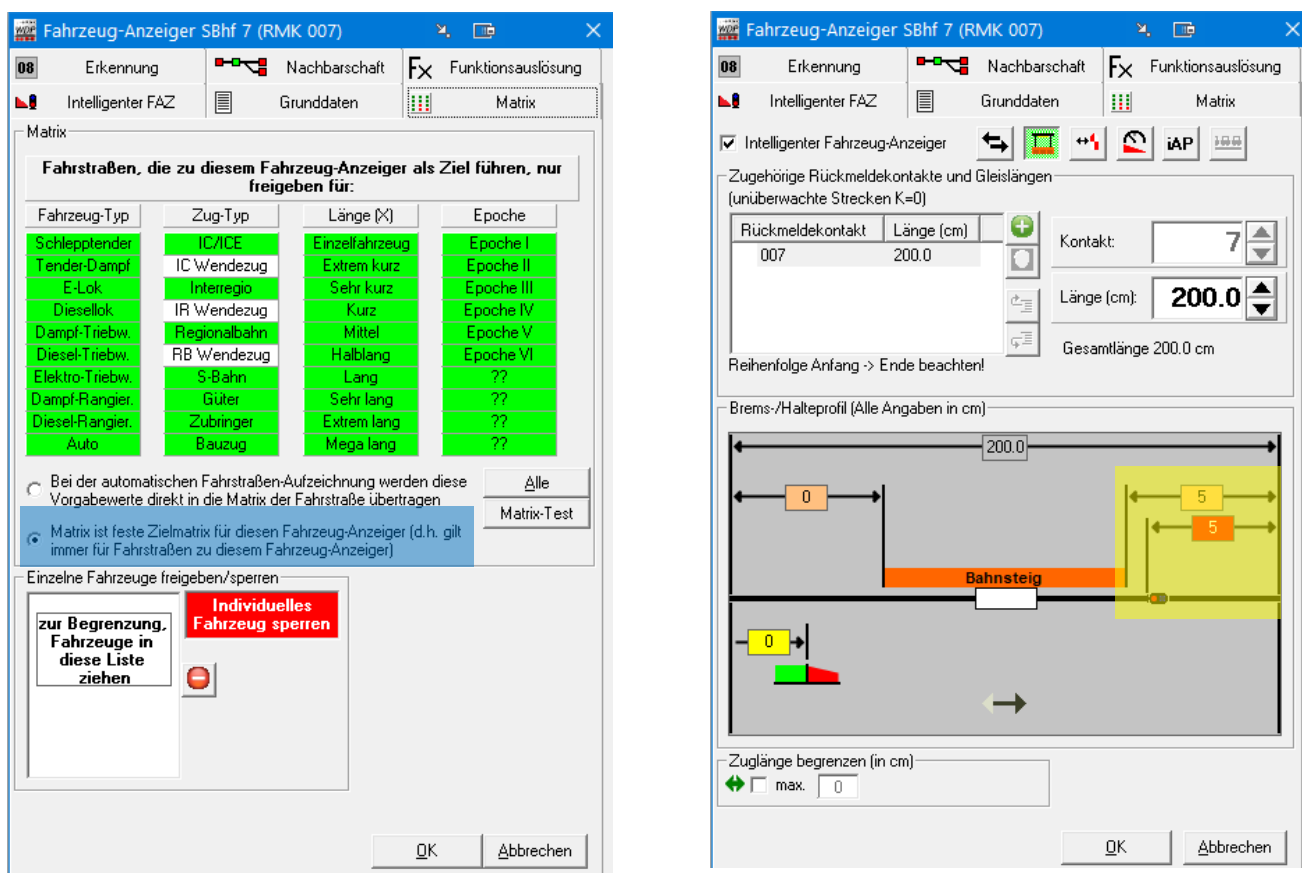 Fahrzeug-Anzeiger SBhf 7 (RMK 007)
08 Erkennung Nachbarschaft Fx Funktionsauslösung
Intelligenter FAZ Grunddaten Matrix
Matrix
Fahrstraßen, die zu diesem Fahrzeug-Anzeiger als Ziel führen, nur
freigeben für:
Fahrzeug-Typ Zug-Typ Länge (X) Epoche
Schlepptender IC/ICE Einzelfahrzeug Epoche I
Tender-Dampf IC Wendezug Extrem kurz Epoche II
E-Lok Interregio Sehr kurz Epoche III
Diesellok IR Wendezug Kurz Epoche IV
Dampf-Triebw. Regionalbahn Mittel Epoche V
Diesel-Triebw. RB Wendezug Halblang Epoche VI
Elektro-Triebw. S-Bahn Lang ??
Dampf-Rangier. Güter Sehr lang ??
Diesel-Rangier. Zubringer Extrem lang ??
Auto Bauzug Mega lang ??
Bei der automatischen Fahrstraßen-Aufzeichnung werden diese
Vorgabewerte direkt in die Matrix der Fahrstraße übertragen
Alle
Matrix-Test
Matrix ist feste Zielmatrix für diesen Fahrzeug-Anzeiger (d.h. gilt
immer für Fahrstraßen zu diesem Fahrzeug-Anzeiger)
Einzelne Fahrzeuge freigeben/sperren
zur Begrenzung,
Fahrzeuge in
diese Liste
ziehen
Individuelles
Fahrzeug sperren
OK Abbrechen
Fahrzeug-Anzeiger SBhf 7 (RMK 007)
08 Erkennung Nachbarschaft Fx Funktionsauslösung
Intelligenter FAZ Grunddaten Matrix
Intelligenter Fahrzeug-Anzeiger iAP
Zugehörige Rückmeldekontakte und Gleislängen
(unüberwachte Strecken K=0)
Rückmeldekontakt Länge (cm)
007 200.0
Kontakt: 7
Länge (cm): 200.0
Gesamtlänge 200.0 cm
Reihenfolge Anfang -> Ende beachten!
Brems-/Halteprofil (Alle Angaben in cm)
200.0
0 5
5
Bahnsteig
0
Zuglänge begrenzen (in cm)
max. 0
OK Abbrechen